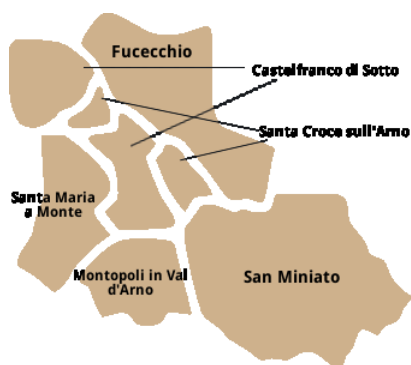 Fucecchio
Castelfranco di Sotto
Santa Croce sull'Arno
Santa Maria
a Monte
Montopoli in Val
d'Arno
San Miniato